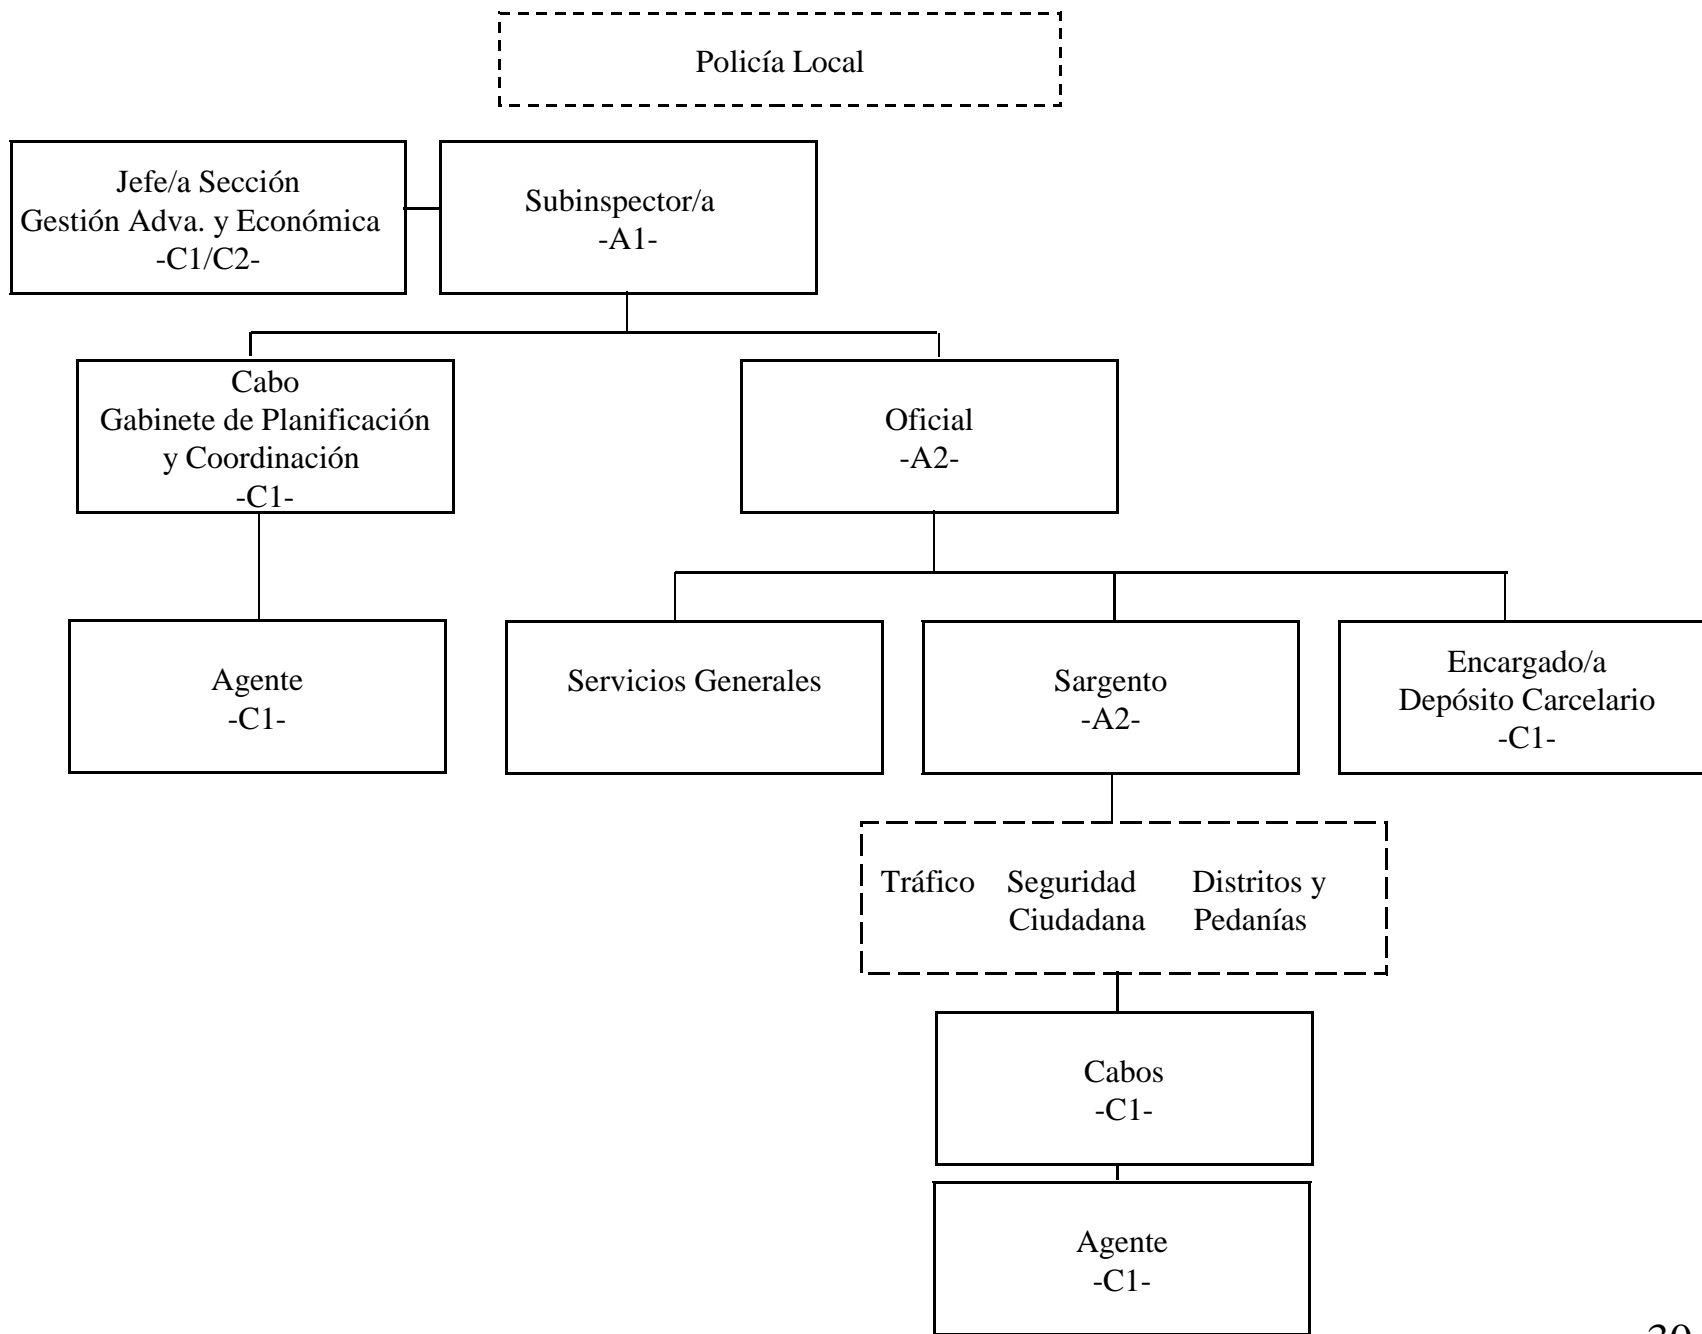 Policía Local
Jefe/a Sección
Gestión Adva. y Económica
-C1/C2-
Subinspector/a
-A1-
Cabo
Gabinete de Planificación
y Coordinación
-C1-
Oficial
-A2-
Agente
-C1-
Servicios Generales
Sargento
-A2-
Encargado/a
Depósito Carcelario
-C1-
Tráfico Seguridad Distritos y
Ciudadana Pedanías
Cabos
-C1-
Agente
-C1-